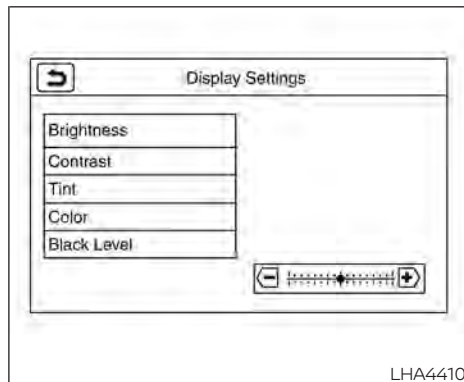 Display Settings
Brightness
Contrast
Tint
Color
Black Level
LHA4410